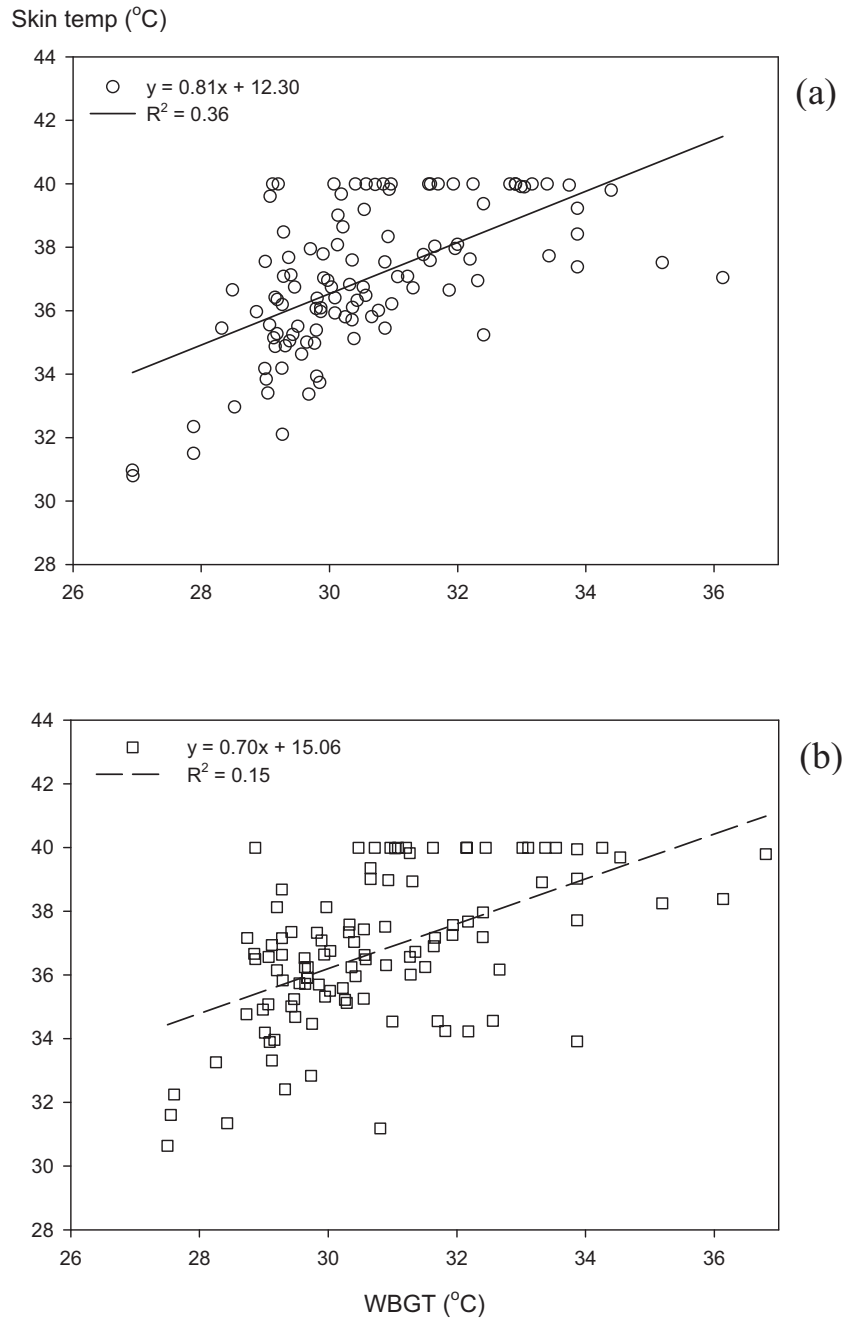 Skin temp (°C)
44
42
40
38
36
34
32
30
28
y = 0.81x + 12.30
R² = 0.36
(a)
26 28 30 32 34 36
44
42
40
38
36
34
32
30
28
y = 0.70x + 15.06
R² = 0.15
(b)
26 28 30 32 34 36
WBGT (°C)